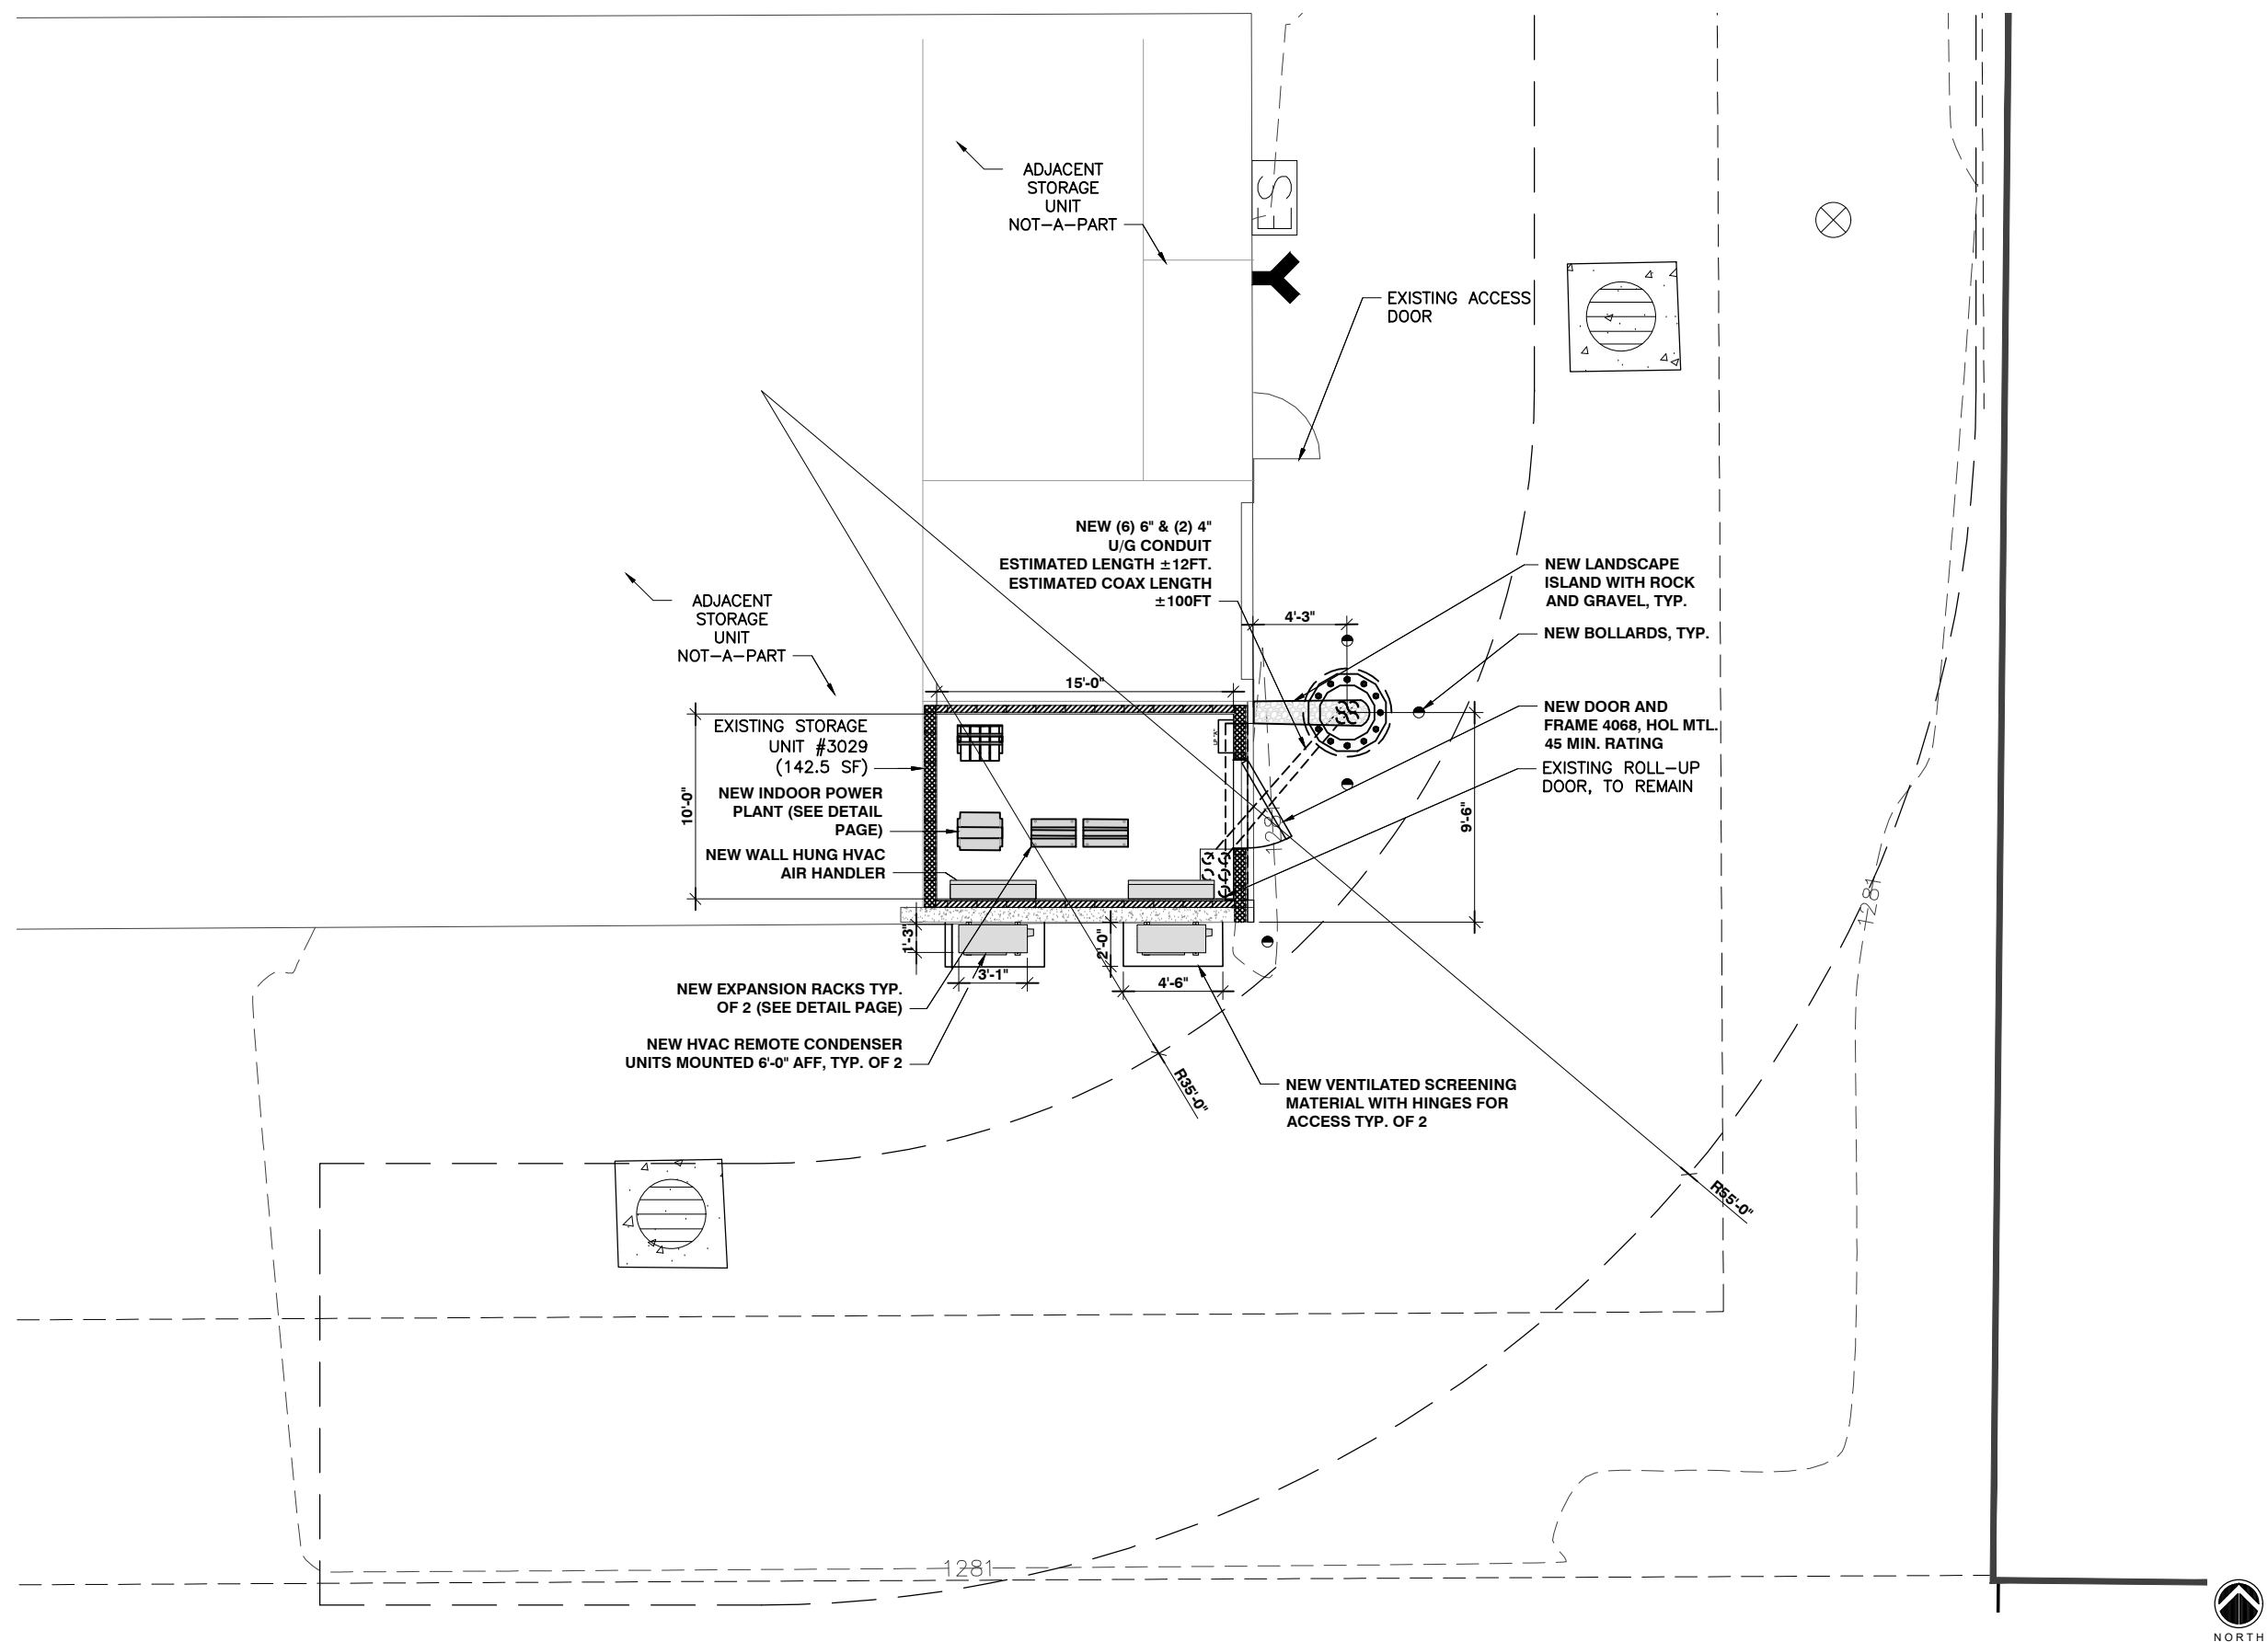 ADJACENT
STORAGE
UNIT
NOT-A-PART
ES
EXISTING ACCESS
DOOR
NEW (6) 6" & (2) 4"
U/G CONDUIT
ESTIMATED LENGTH ±12FT.
ESTIMATED COAX LENGTH
±100FT
NEW LANDSCAPE
ISLAND WITH ROCK
AND GRAVEL, TYP.
4'-3"
NEW BOLLARDS, TYP.
ADJACENT
STORAGE
UNIT
NOT-A-PART
15'-0"
NEW DOOR AND
FRAME 4068, HOL MTL.
45 MIN. RATING
EXISTING STORAGE
UNIT #3029
(142.5 SF)
EXISTING ROLL-UP
DOOR, TO REMAIN
NEW INDOOR POWER
PLANT (SEE DETAIL
PAGE)
10'-0"
9'-6"
1281
NEW WALL HUNG HVAC
AIR HANDLER
1281
1'-3"
2'-0"
3'-1"
4'-6"
NEW EXPANSION RACKS TYP.
OF 2 (SEE DETAIL PAGE)
NEW HVAC REMOTE CONDENSER
UNITS MOUNTED 6'-0" AFF, TYP. OF 2
R35'-0"
NEW VENTILATED SCREENING
MATERIAL WITH HINGES FOR
ACCESS TYP. OF 2
R55'-0"
1281
NORTH